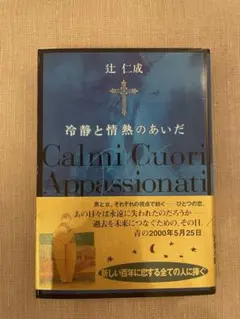 辻 仁成
冷静と情熱のあいだ
Calmi Cuori
Appassionati
男と女、それぞれの視点で紡ぐ——ひとつの恋。
あの日々は永遠に失われたのだろうか
過去を未来につなぐための、その日
青の2000年5月25日
新しい百年に恋する全ての人に捧ぐ